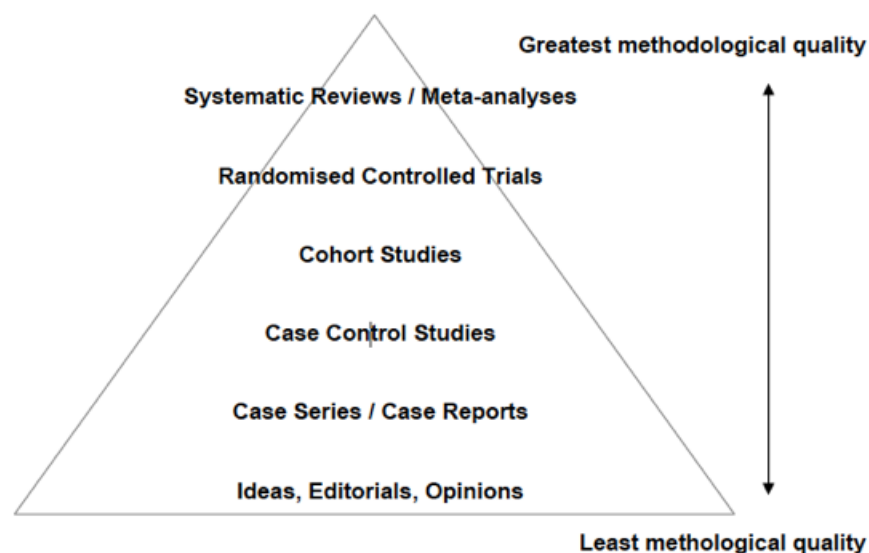 Greatest methodological quality
Systematic Reviews / Meta-analyses
Randomised Controlled Trials
Cohort Studies
Case Control Studies
Case Series / Case Reports
Ideas, Editorials, Opinions
Least methological quality